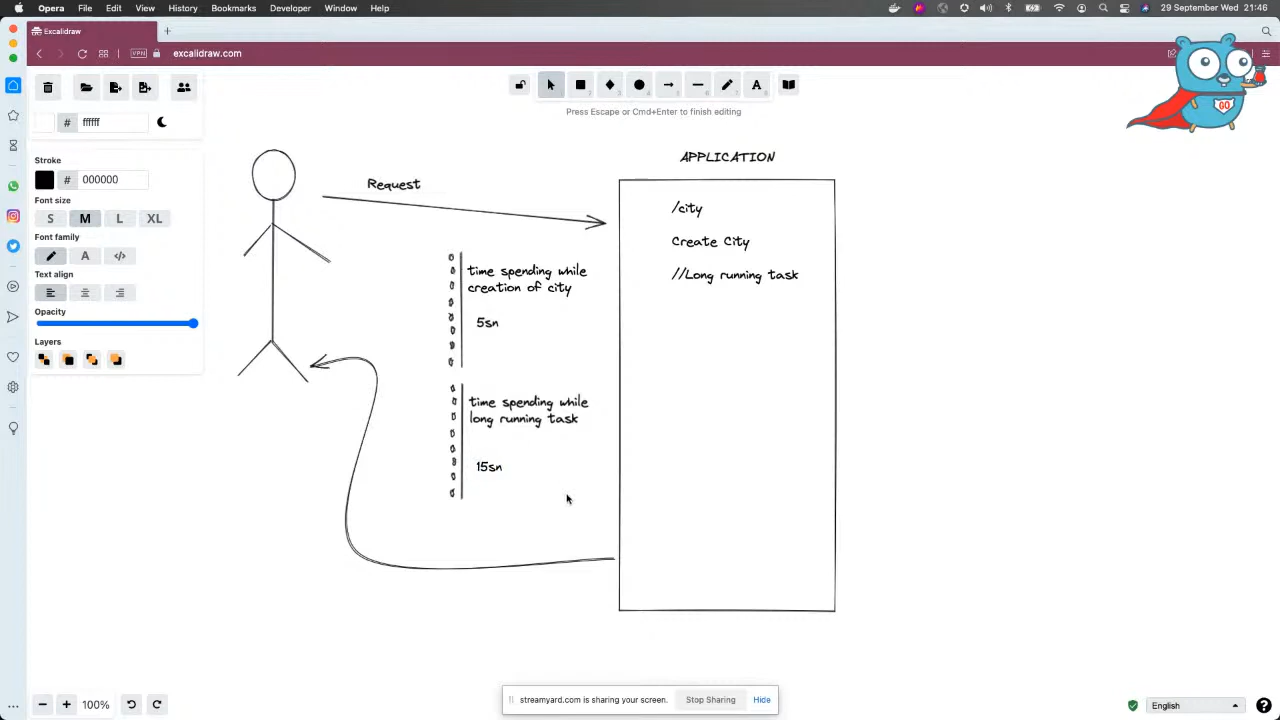 Opera File Edit View History Bookmarks Developer Window Help 29 September Wed 21:46
Excalidraw
VPN excalidraw.com
# ffffff
Press Escape or Cmd+Enter to finish editing
GO
Stroke
# 000000
Font size
S M L XL
Font family
A </>
Text align
Opacity
Layers
APPLICATION
Request
/city
Create City
//Long running task
time spending while
creation of city
5sn
time spending while
long running task
15sn
100%
streamyard.com is sharing your screen. Stop Sharing Hide
English